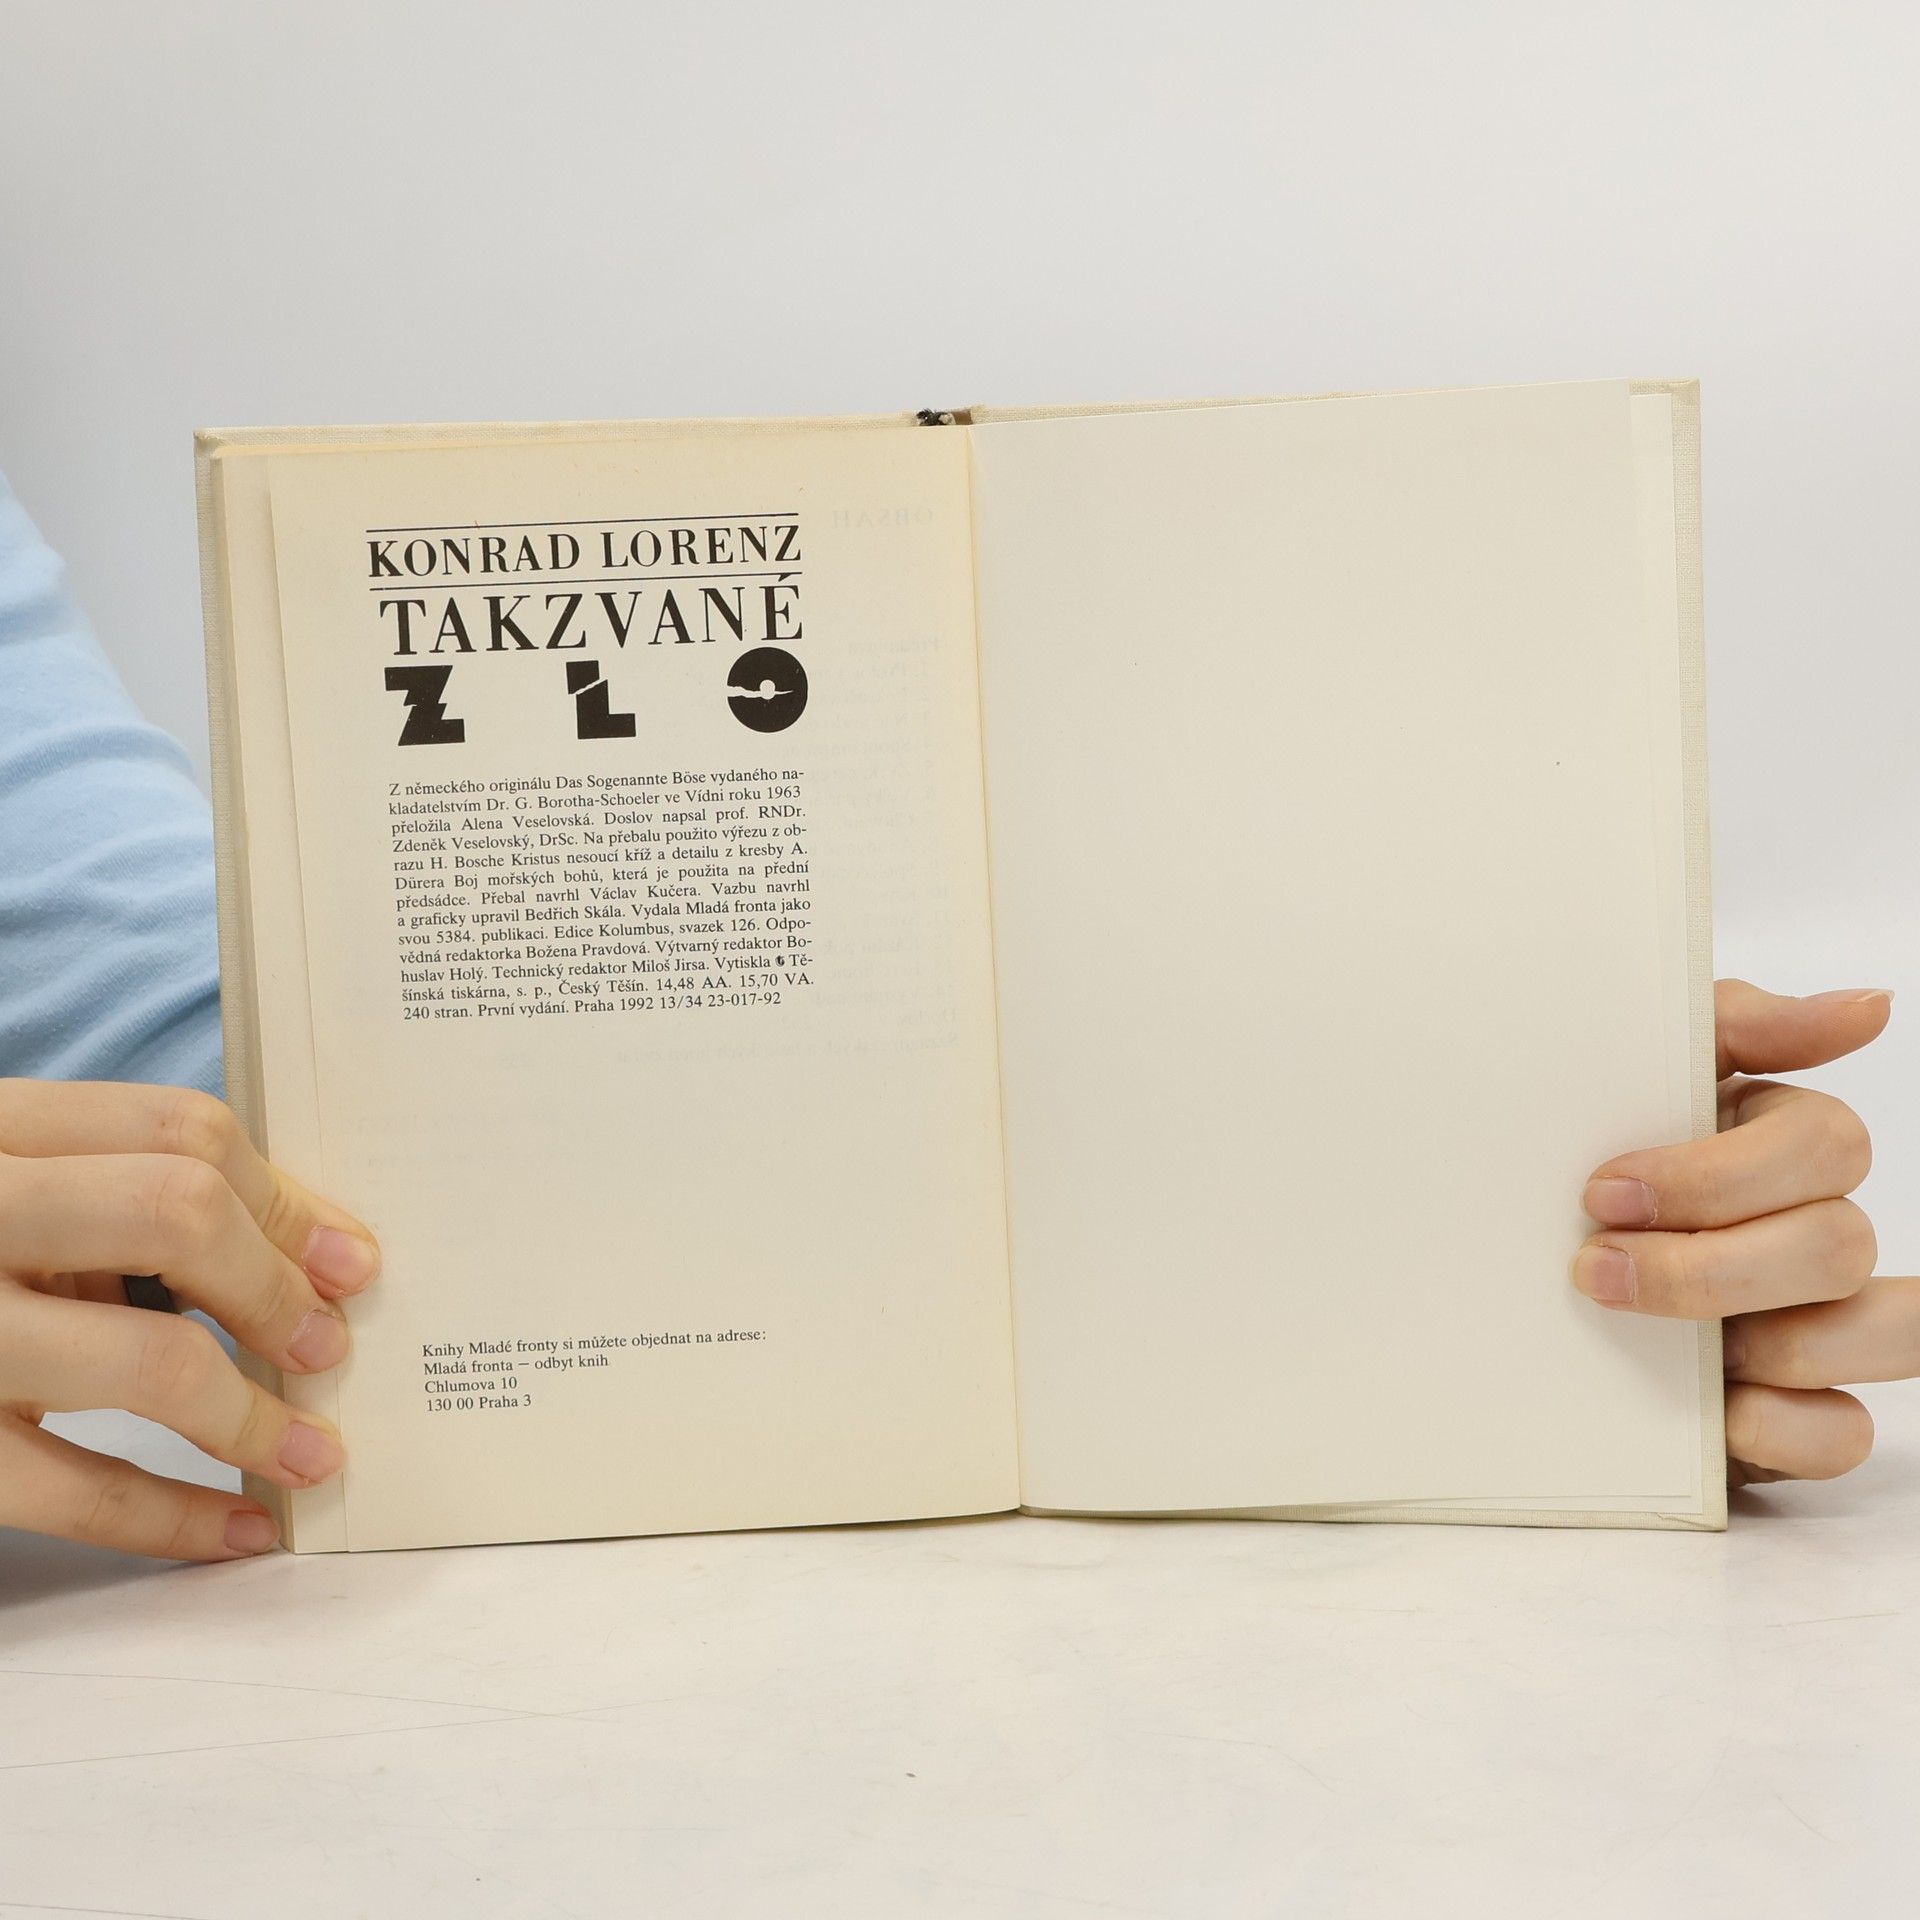 KONRAD LORENZ
TAKZVANÉ
ZLO
Z německého originálu Das Sogenannte Böse vydaného na-
kladatelstvím Dr. G. Borotha-Schoeler ve Vídni roku 1963
přeložila Alena Veselovská. Doslov napsal prof. RNDr.
Zdeněk Veselovský, DrSc. Na přebalu použito výřezu z ob-
razu H. Bosche Kristus nesoucí kříž a detailu z kresby A.
Dürera Boj mořských bohů, která je použita na přední
předsádce. Přebal navrhl Václav Kučera. Vazbu navrhl
a graficky upravil Bedřich Skála. Vydala Mladá fronta jako
svou 5384. publikaci. Edice Kolumbus, svazek 126. Odpo-
vědná redaktorka Božena Pravdová. Výtvarný redaktor Bo-
huslav Holý. Technický redaktor Miloš Jirsa. Vytiskla Tě-
šínská tiskárna, s. p., Český Těšín. 14,48 AA. 15,70 VA.
240 stran. První vydání. Praha 1992 13/34 23-017-92
Knihy Mladé fronty si můžete objednat na adrese:
Mladá fronta — odbyt knih
Chlumova 10
130 00 Praha 3